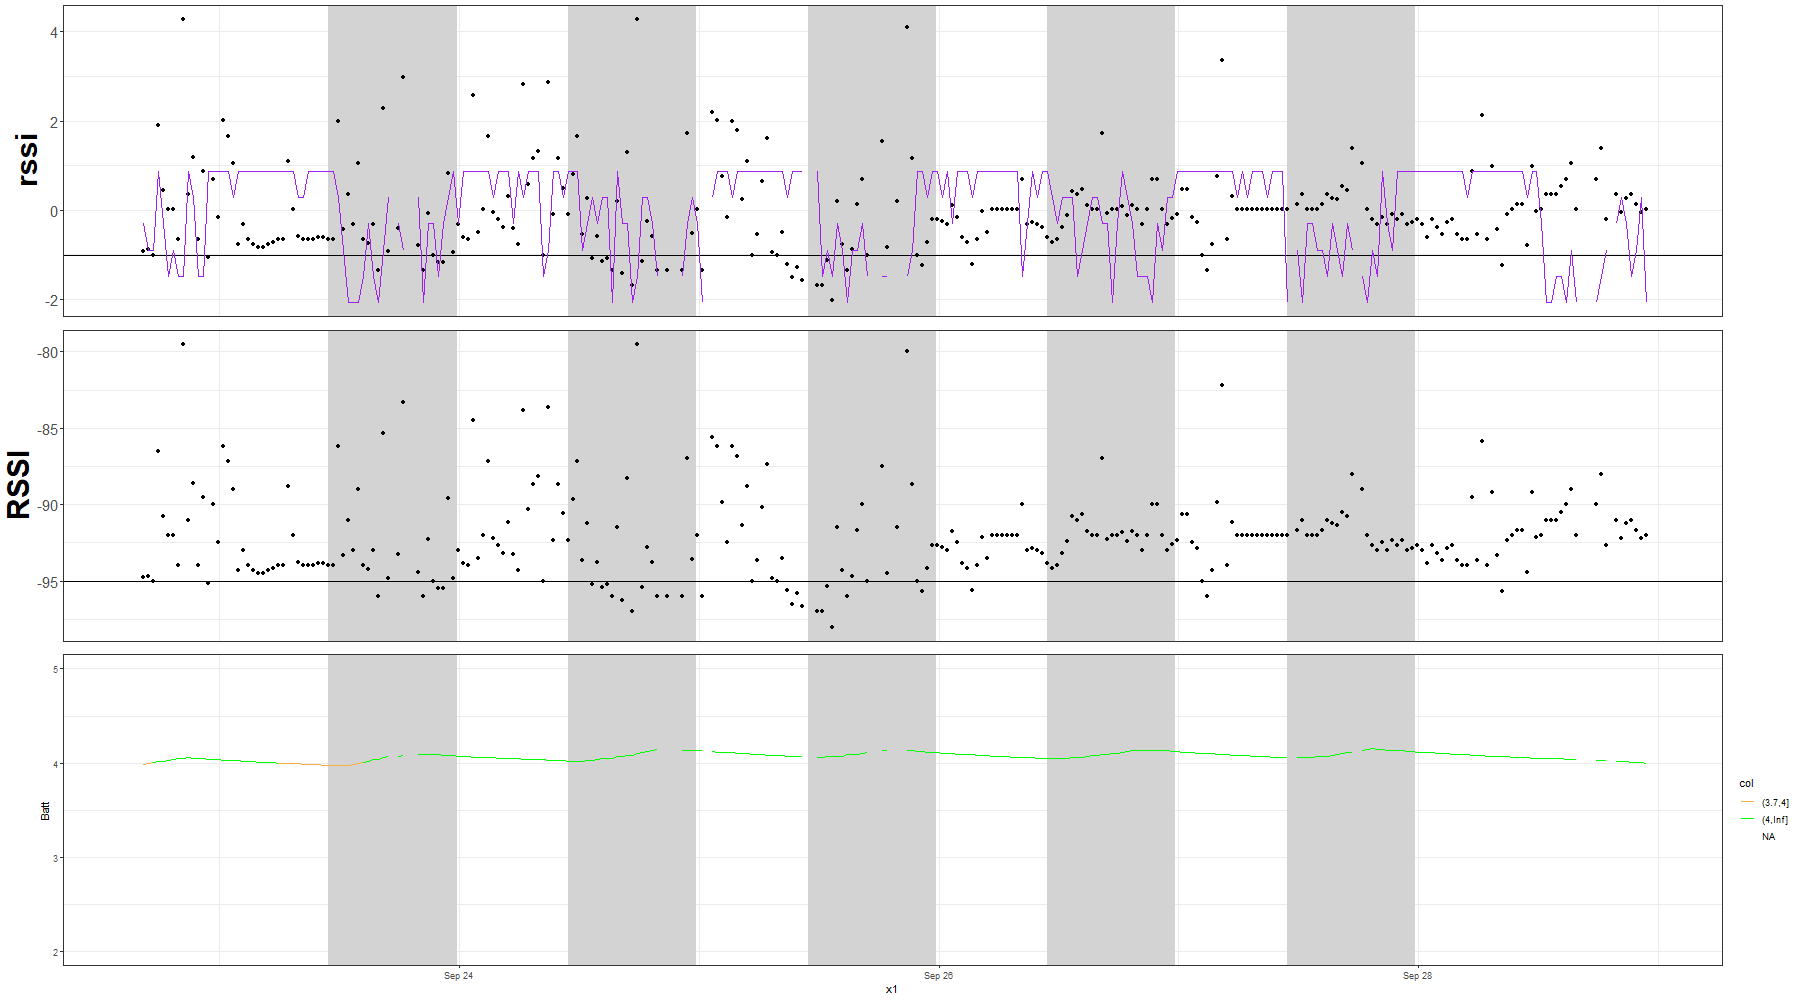 rssi
4
2
0
-2
RSSI
-80
-85
-90
-95
Batt
5
4
3
2
Sep 24
Sep 26
Sep 28
x1
col
(3.7,4]
(4,Inf]
NA